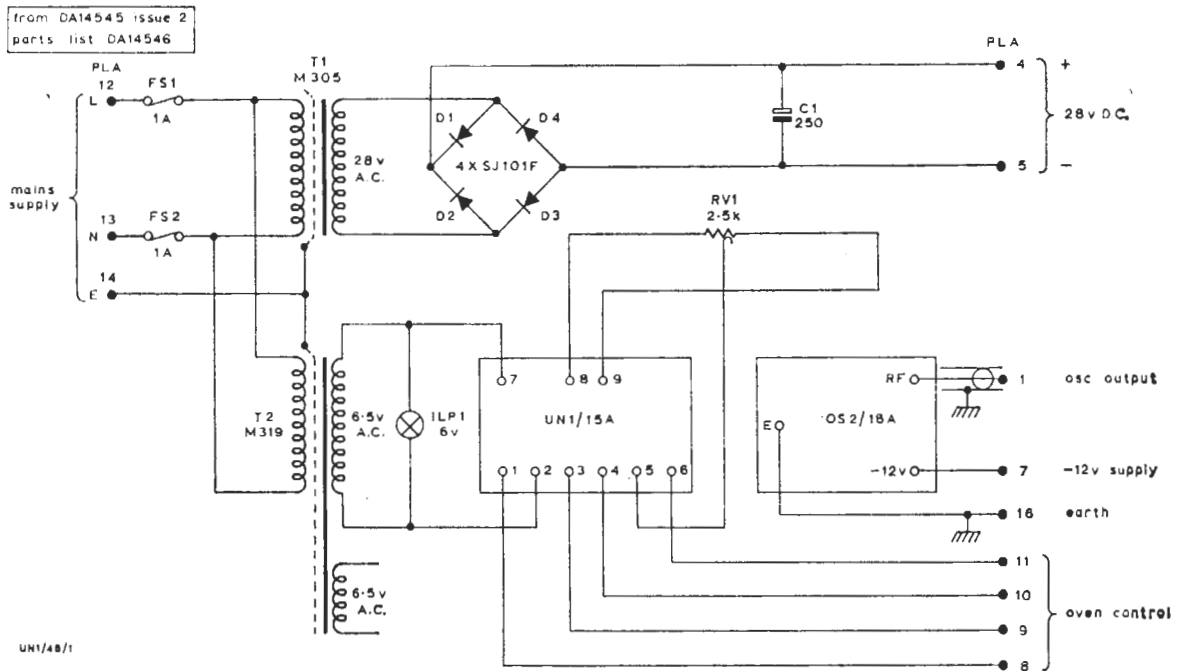 from DA14545 issue 2
parts list DA14546
PLA
12
L
FS1
1A
T1
M305
28v
A.C.
D1
D4
4XSJ101F
D2
D3
C1
250
PLA
4
+
28v D.C.
5
−
mains
supply
13
N
FS2
1A
14
E
RV1
2·5k
T2
M319
6·5v
A.C.
ILP1
6v
7
8
9
UN1/15A
1
2
3
4
5
6
RF
E
OS2/18A
−12v
1
osc output
7
−12v supply
16
earth
11
10
9
8
oven control
6·5v
A.C.
UN1/48/1